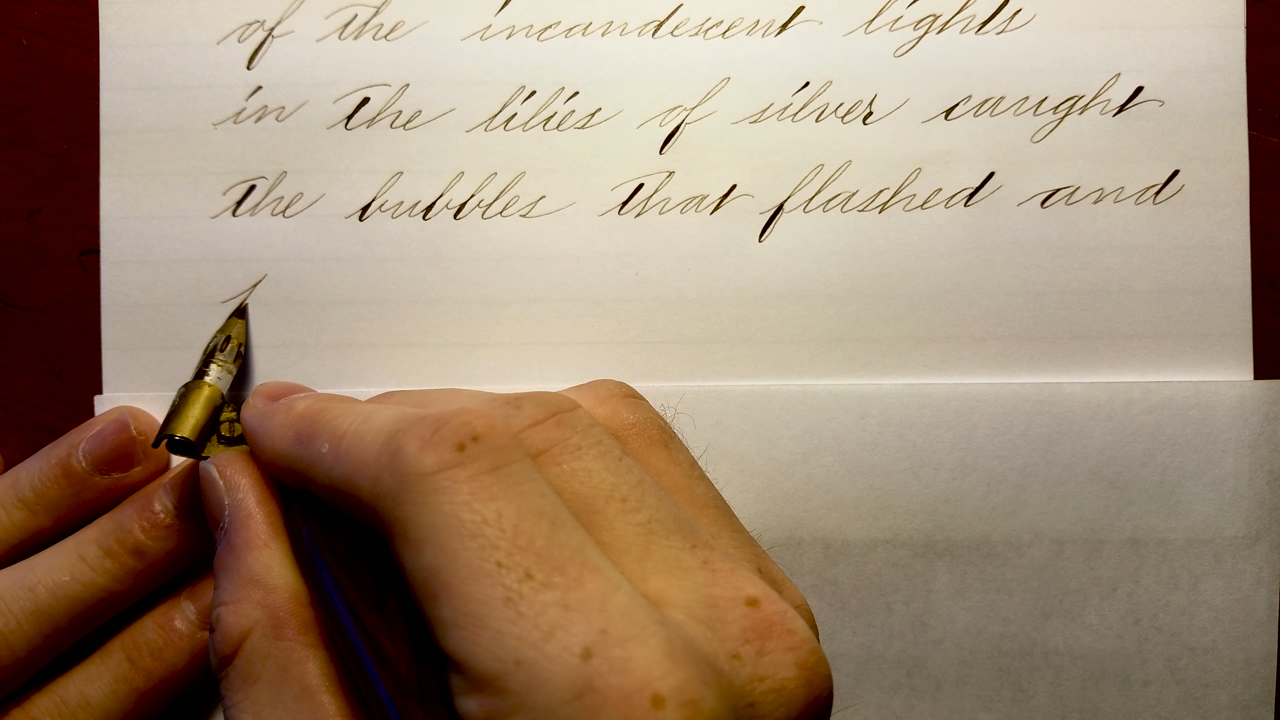 of the incandescent lights
in the lilies of silver caught
the bubbles that flashed and